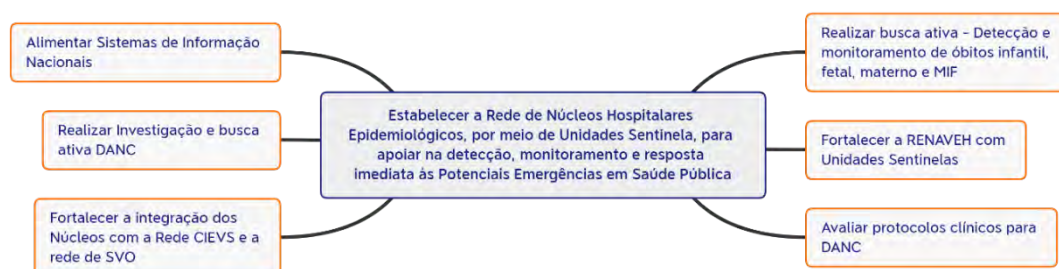 Alimentar Sistemas de Informação
Nacionais
Realizar Investigação e busca
ativa DANC
Fortalecer a integração dos
Núcleos com a Rede CIEVS e a
rede de SVO
Estabelecer a Rede de Núcleos Hospitalares
Epidemiológicos, por meio de Unidades Sentinela, para
apoiar na detecção, monitoramento e resposta
imediata às Potenciais Emergências em Saúde Pública
Realizar busca ativa - Detecção e
monitoramento de óbitos infantil,
fetal, materno e MIF
Fortalecer a RENAVEH com
Unidades Sentinelas
Avaliar protocolos clínicos para
DANC